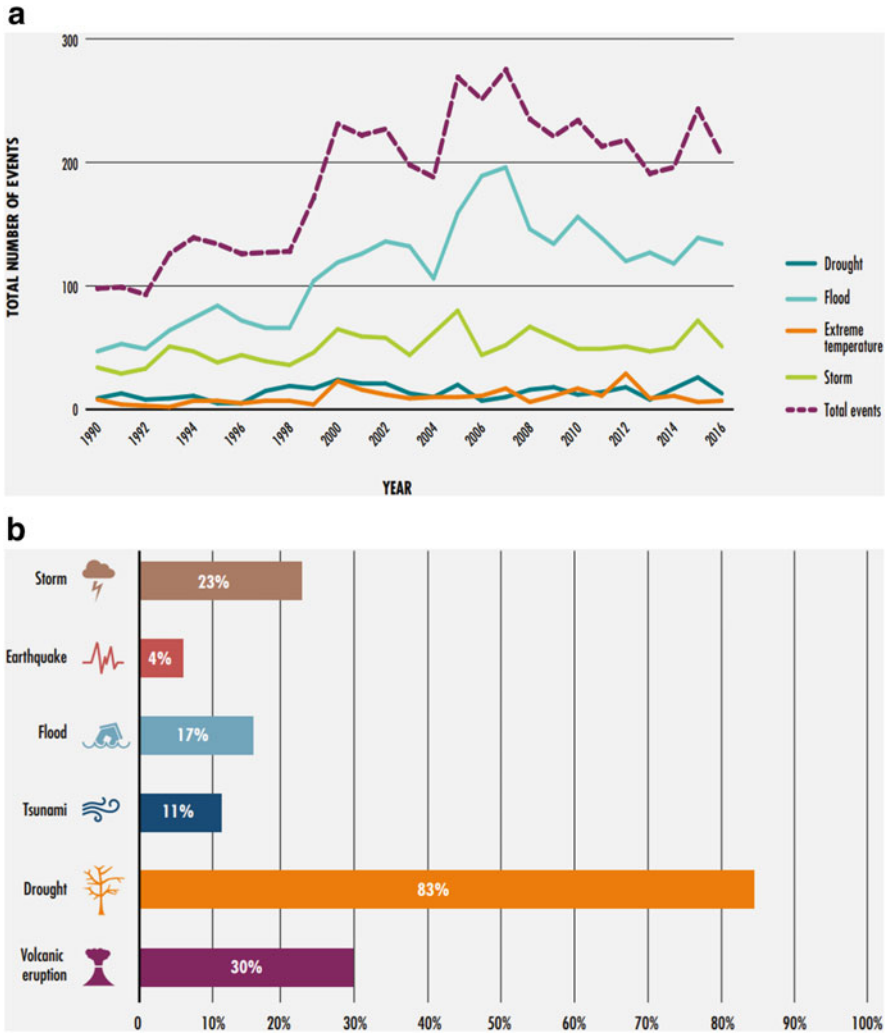 a
300
200
100
0
TOTAL NUMBER OF EVENTS
1990 1992 1994 1996 1998 2000 2002 2004 2006 2008 2010 2012 2014 2016
YEAR
Drought
Flood
Extreme
temperature
Storm
Total events
b
Storm
23%
Earthquake
4%
Flood
17%
Tsunami
11%
Drought
83%
Volcanic
eruption
30%
0 10% 20% 30% 40% 50% 60% 70% 80% 90% 100%